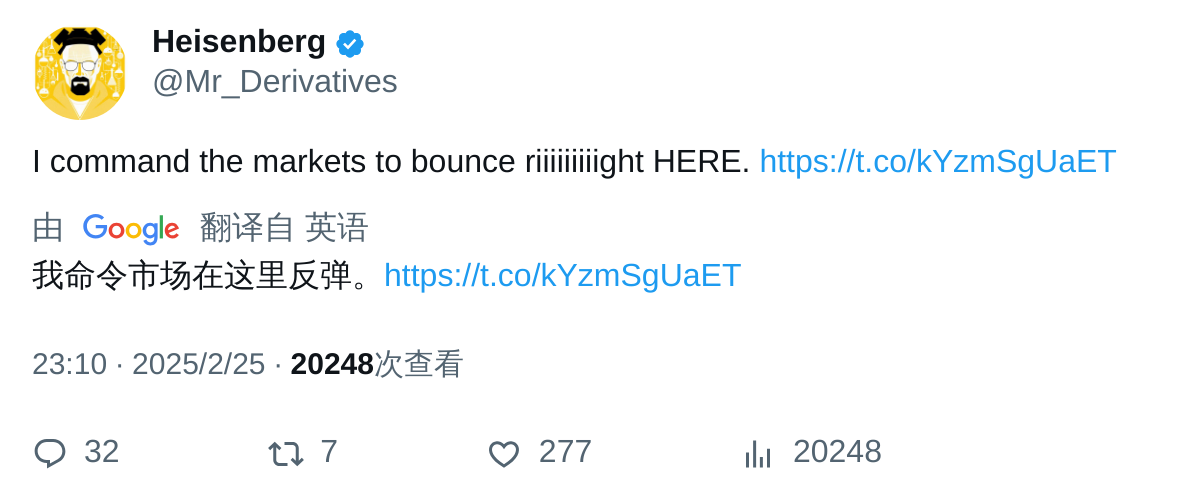 Heisenberg
@Mr_Derivatives
I command the markets to bounce riiiiiiiiight HERE. https://t.co/kYzmSgUaET
由 Google 翻译自 英语
我命令市场在这里反弹。https://t.co/kYzmSgUaET
23:10 · 2025/2/25 · 20248次查看
32 7 277 20248